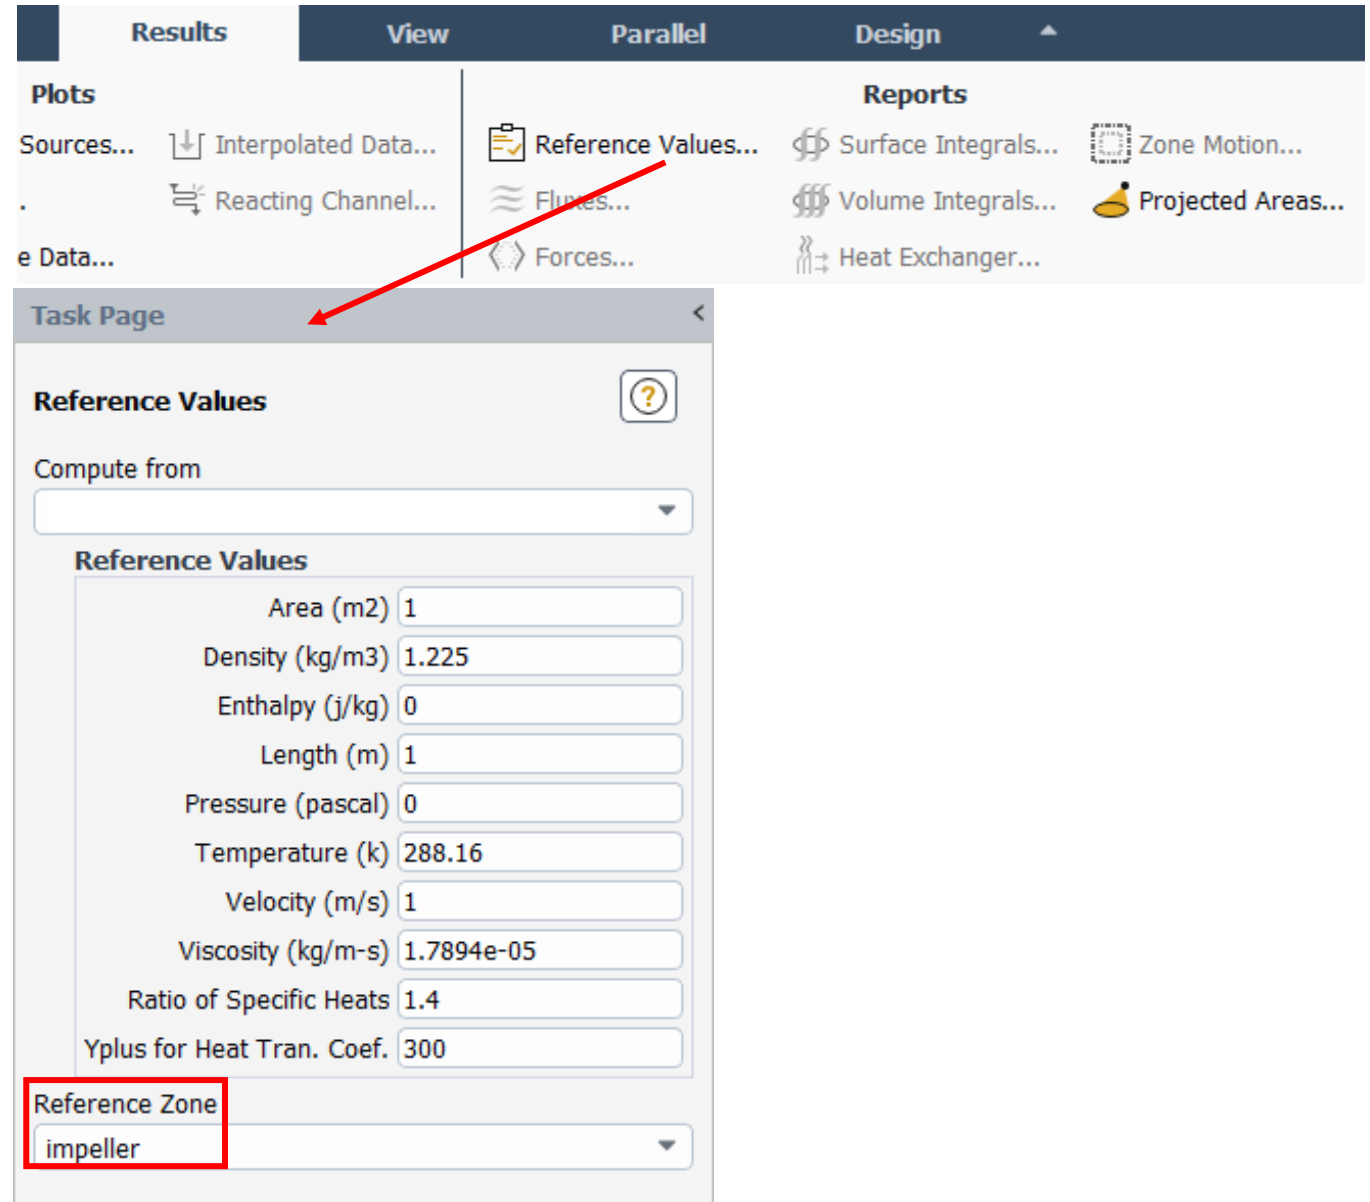 Results View Parallel Design
Plots Reports
Sources... Interpolated Data... Reference Values... Surface Integrals... Zone Motion...
. Reacting Channel... Fluxes... Volume Integrals... Projected Areas...
e Data... Forces... Heat Exchanger...
Task Page <
Reference Values ?
Compute from
Reference Values
Area (m2) 1
Density (kg/m3) 1.225
Enthalpy (j/kg) 0
Length (m) 1
Pressure (pascal) 0
Temperature (k) 288.16
Velocity (m/s) 1
Viscosity (kg/m-s) 1.7894e-05
Ratio of Specific Heats 1.4
Yplus for Heat Tran. Coef. 300
Reference Zone
impeller